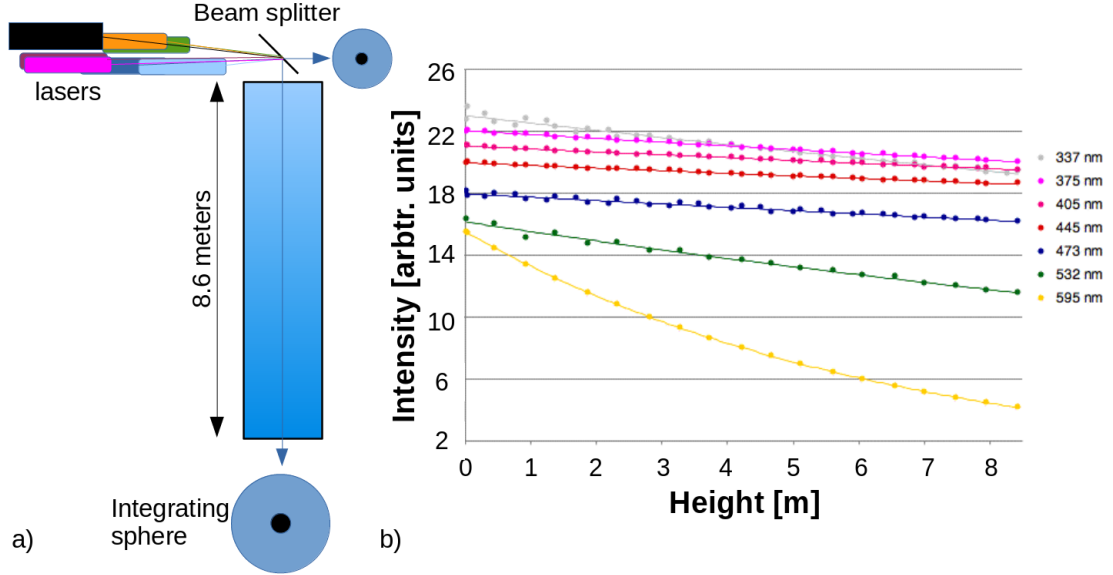 Beam splitter
lasers
8.6 meters
Integrating
sphere
a)
Intensity [arbtr. units]
26
22
18
14
10
6
2
0 1 2 3 4 5 6 7 8
Height [m]
b)
337 nm
375 nm
405 nm
445 nm
473 nm
532 nm
595 nm